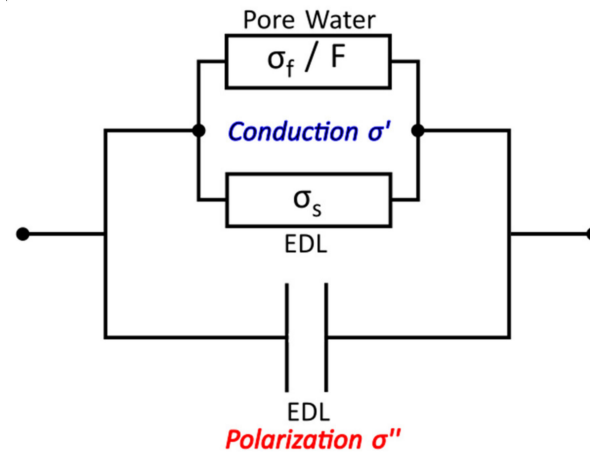 Pore Water
σf / F
Conduction σ'
σs
EDL
EDL
Polarization σ"